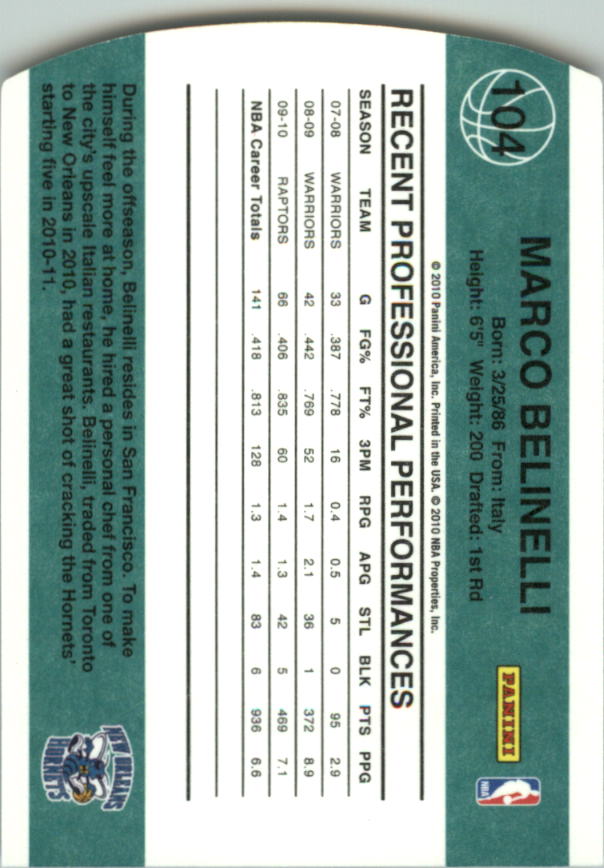 104
MARCO BELINELLI
Born: 3/25/86 From: Italy
Height: 6'5" Weight: 200 Drafted: 1st Rd
PANINI
NBA
© 2010 Panini America, Inc. Printed in the USA. © 2010 NBA Properties, Inc.
RECENT PROFESSIONAL PERFORMANCES
SEASON TEAM G FG% FT% 3PM RPG APG STL BLK PTS PPG
07-08 WARRIORS 33 .387 .778 16 0.4 0.5 5 0 95 2.9
08-09 WARRIORS 42 .442 .769 52 1.7 2.1 36 1 372 8.9
09-10 RAPTORS 66 .406 .835 60 1.4 1.3 42 5 469 7.1
NBA Career Totals 141 .418 .813 128 1.3 1.4 83 6 936 6.6
During the offseason, Belinelli resides in San Francisco. To make
himself feel more at home, he hired a personal chef from one of
the city's upscale Italian restaurants. Belinelli, traded from Toronto
to New Orleans in 2010, had a great shot of cracking the Hornets'
starting five in 2010-11.
NEW ORLEANS
HORNETS